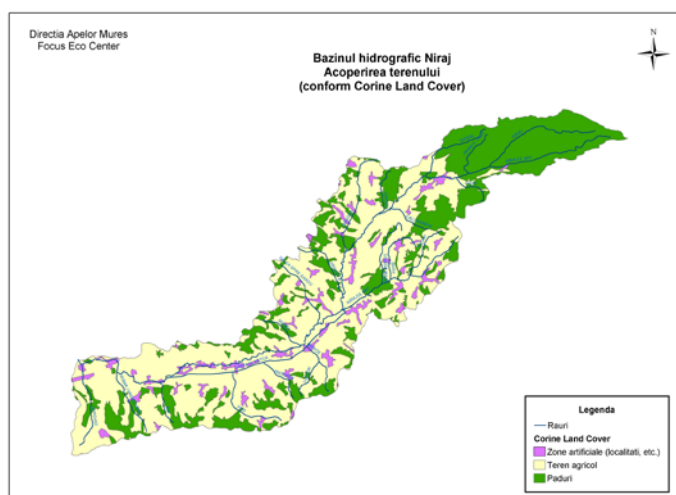 Directia Apelor Mures
Focus Eco Center
N
Bazinul hidrografic Niraj
Acoperirea terenului
(conform Corine Land Cover)
Legenda
Rauri
Corine Land Cover
Zone artificiale (localitati, etc.)
Teren agricol
Paduri